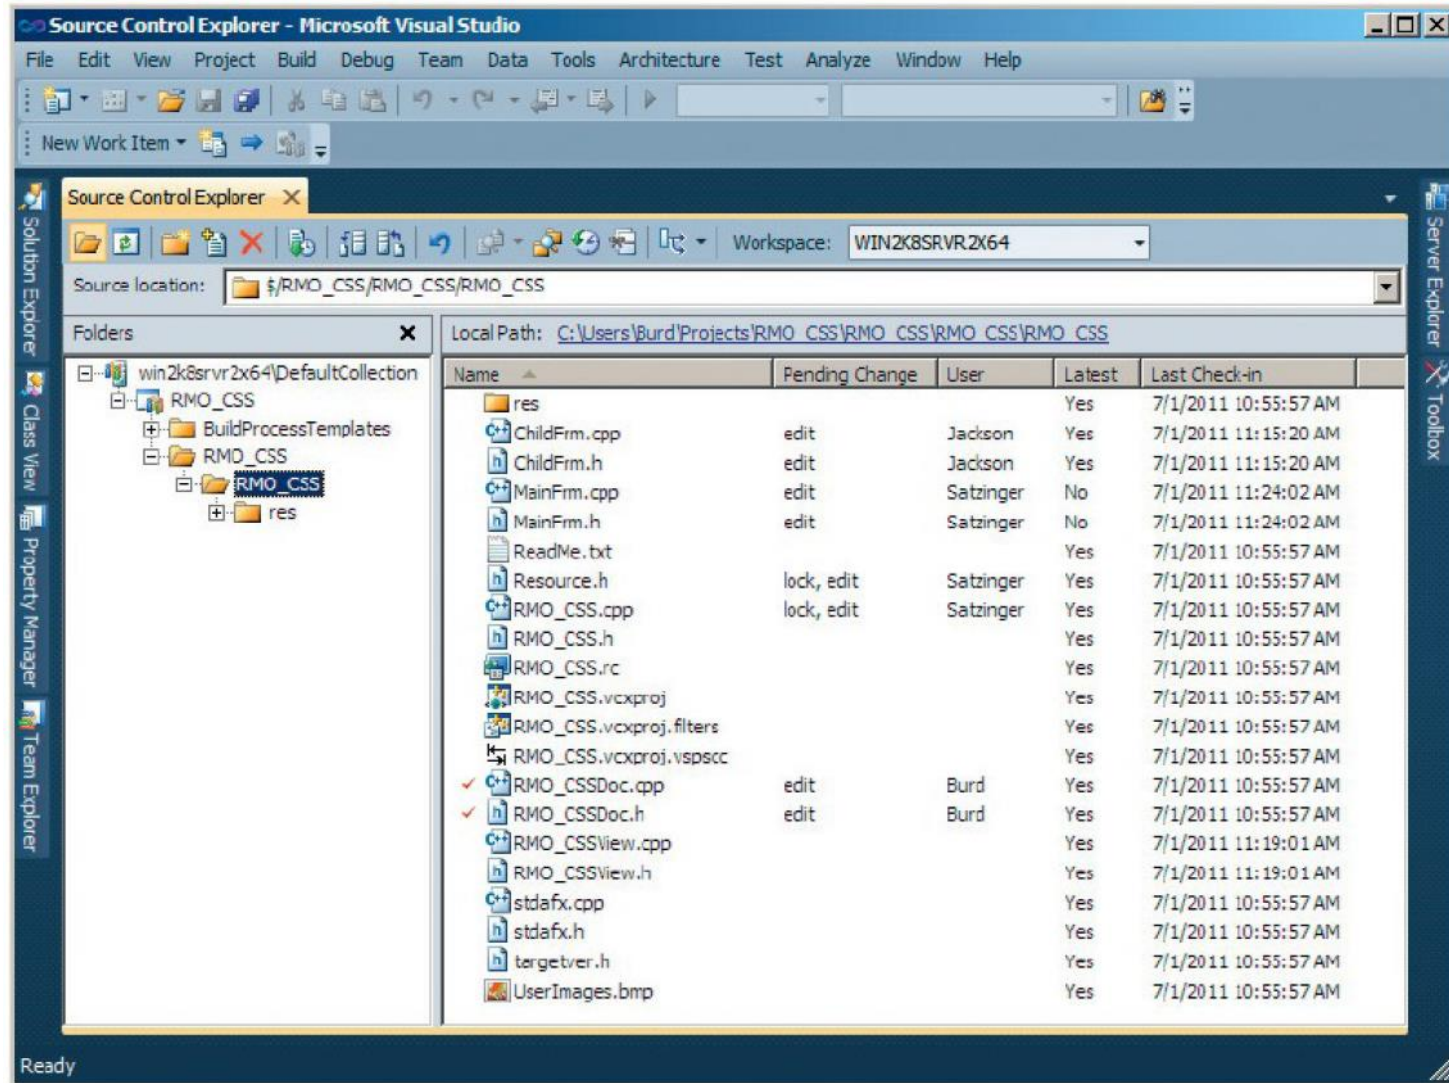 Source Control Explorer - Microsoft Visual Studio
File Edit View Project Build Debug Team Data Tools Architecture Test Analyze Window Help
New Work Item
Solution Explorer
Class View
Property Manager
Team Explorer
Source Control Explorer
Workspace: WIN2K8SRVR2X64
Source location: $/RMO_CSS/RMO_CSS/RMO_CSS
Folders
win2k8srvr2x64\DefaultCollection
RMO_CSS
BuildProcessTemplates
RMO_CSS
RMO_CSS
res
Local Path: C:\Users\Burd\Projects\RMO_CSS\RMO_CSS\RMO_CSS\RMO_CSS
Name Pending Change User Latest Last Check-in
res Yes 7/1/2011 10:55:57 AM
ChildFrm.cpp edit Jackson Yes 7/1/2011 11:15:20 AM
ChildFrm.h edit Jackson Yes 7/1/2011 11:15:20 AM
MainFrm.cpp edit Satzinger No 7/1/2011 11:24:02 AM
MainFrm.h edit Satzinger No 7/1/2011 11:24:02 AM
ReadMe.txt Yes 7/1/2011 10:55:57 AM
Resource.h lock, edit Satzinger Yes 7/1/2011 10:55:57 AM
RMO_CSS.cpp lock, edit Satzinger Yes 7/1/2011 10:55:57 AM
RMO_CSS.h Yes 7/1/2011 10:55:57 AM
RMO_CSS.rc Yes 7/1/2011 10:55:57 AM
RMO_CSS.vcxproj Yes 7/1/2011 10:55:57 AM
RMO_CSS.vcxproj.filters Yes 7/1/2011 10:55:57 AM
RMO_CSS.vcxproj.vspscc Yes 7/1/2011 10:55:57 AM
RMO_CSSDoc.cpp edit Burd Yes 7/1/2011 10:55:57 AM
RMO_CSSDoc.h edit Burd Yes 7/1/2011 10:55:57 AM
RMO_CSSView.cpp Yes 7/1/2011 11:19:01 AM
RMO_CSSView.h Yes 7/1/2011 11:19:01 AM
stdafx.cpp Yes 7/1/2011 10:55:57 AM
stdafx.h Yes 7/1/2011 10:55:57 AM
targetver.h Yes 7/1/2011 10:55:57 AM
UserImages.bmp Yes 7/1/2011 10:55:57 AM
Server Explorer
Toolbox
Ready